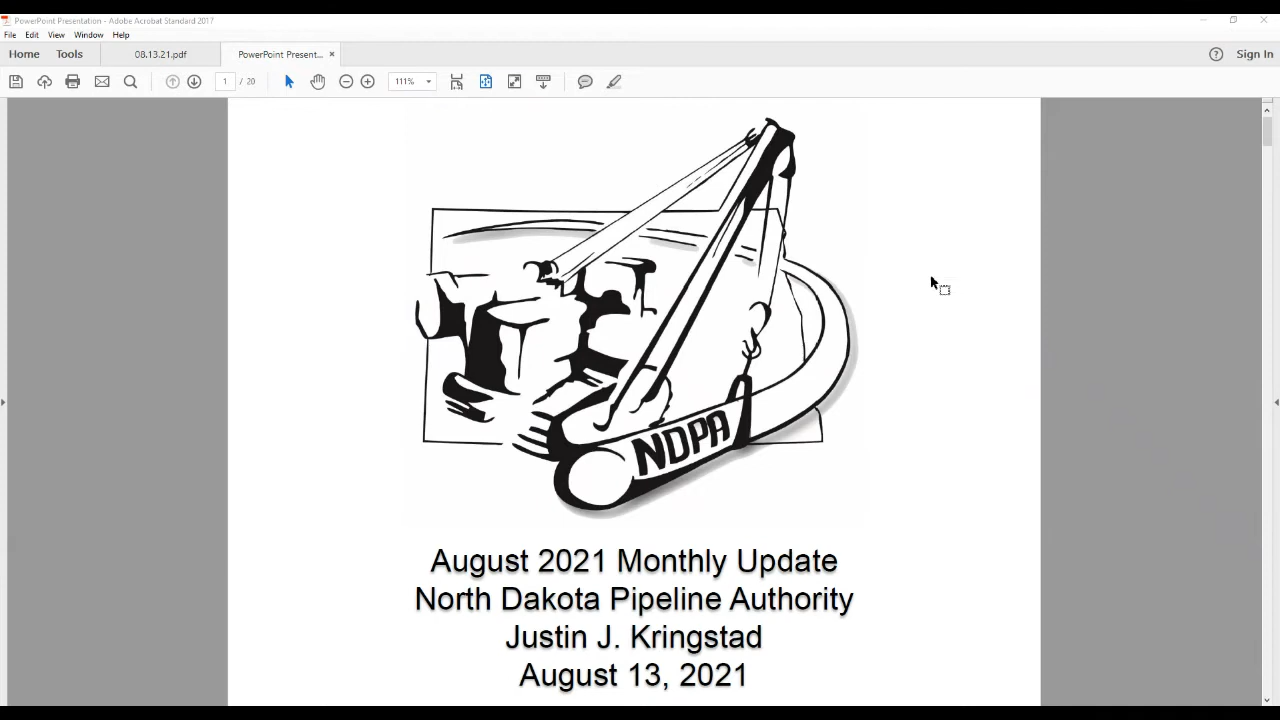 PowerPoint Presentation - Adobe Acrobat Standard 2017
File Edit View Window Help
Home Tools 08.13.21.pdf PowerPoint Present... × Sign In
1 / 20 111%
NDPA
August 2021 Monthly Update
North Dakota Pipeline Authority
Justin J. Kringstad
August 13, 2021